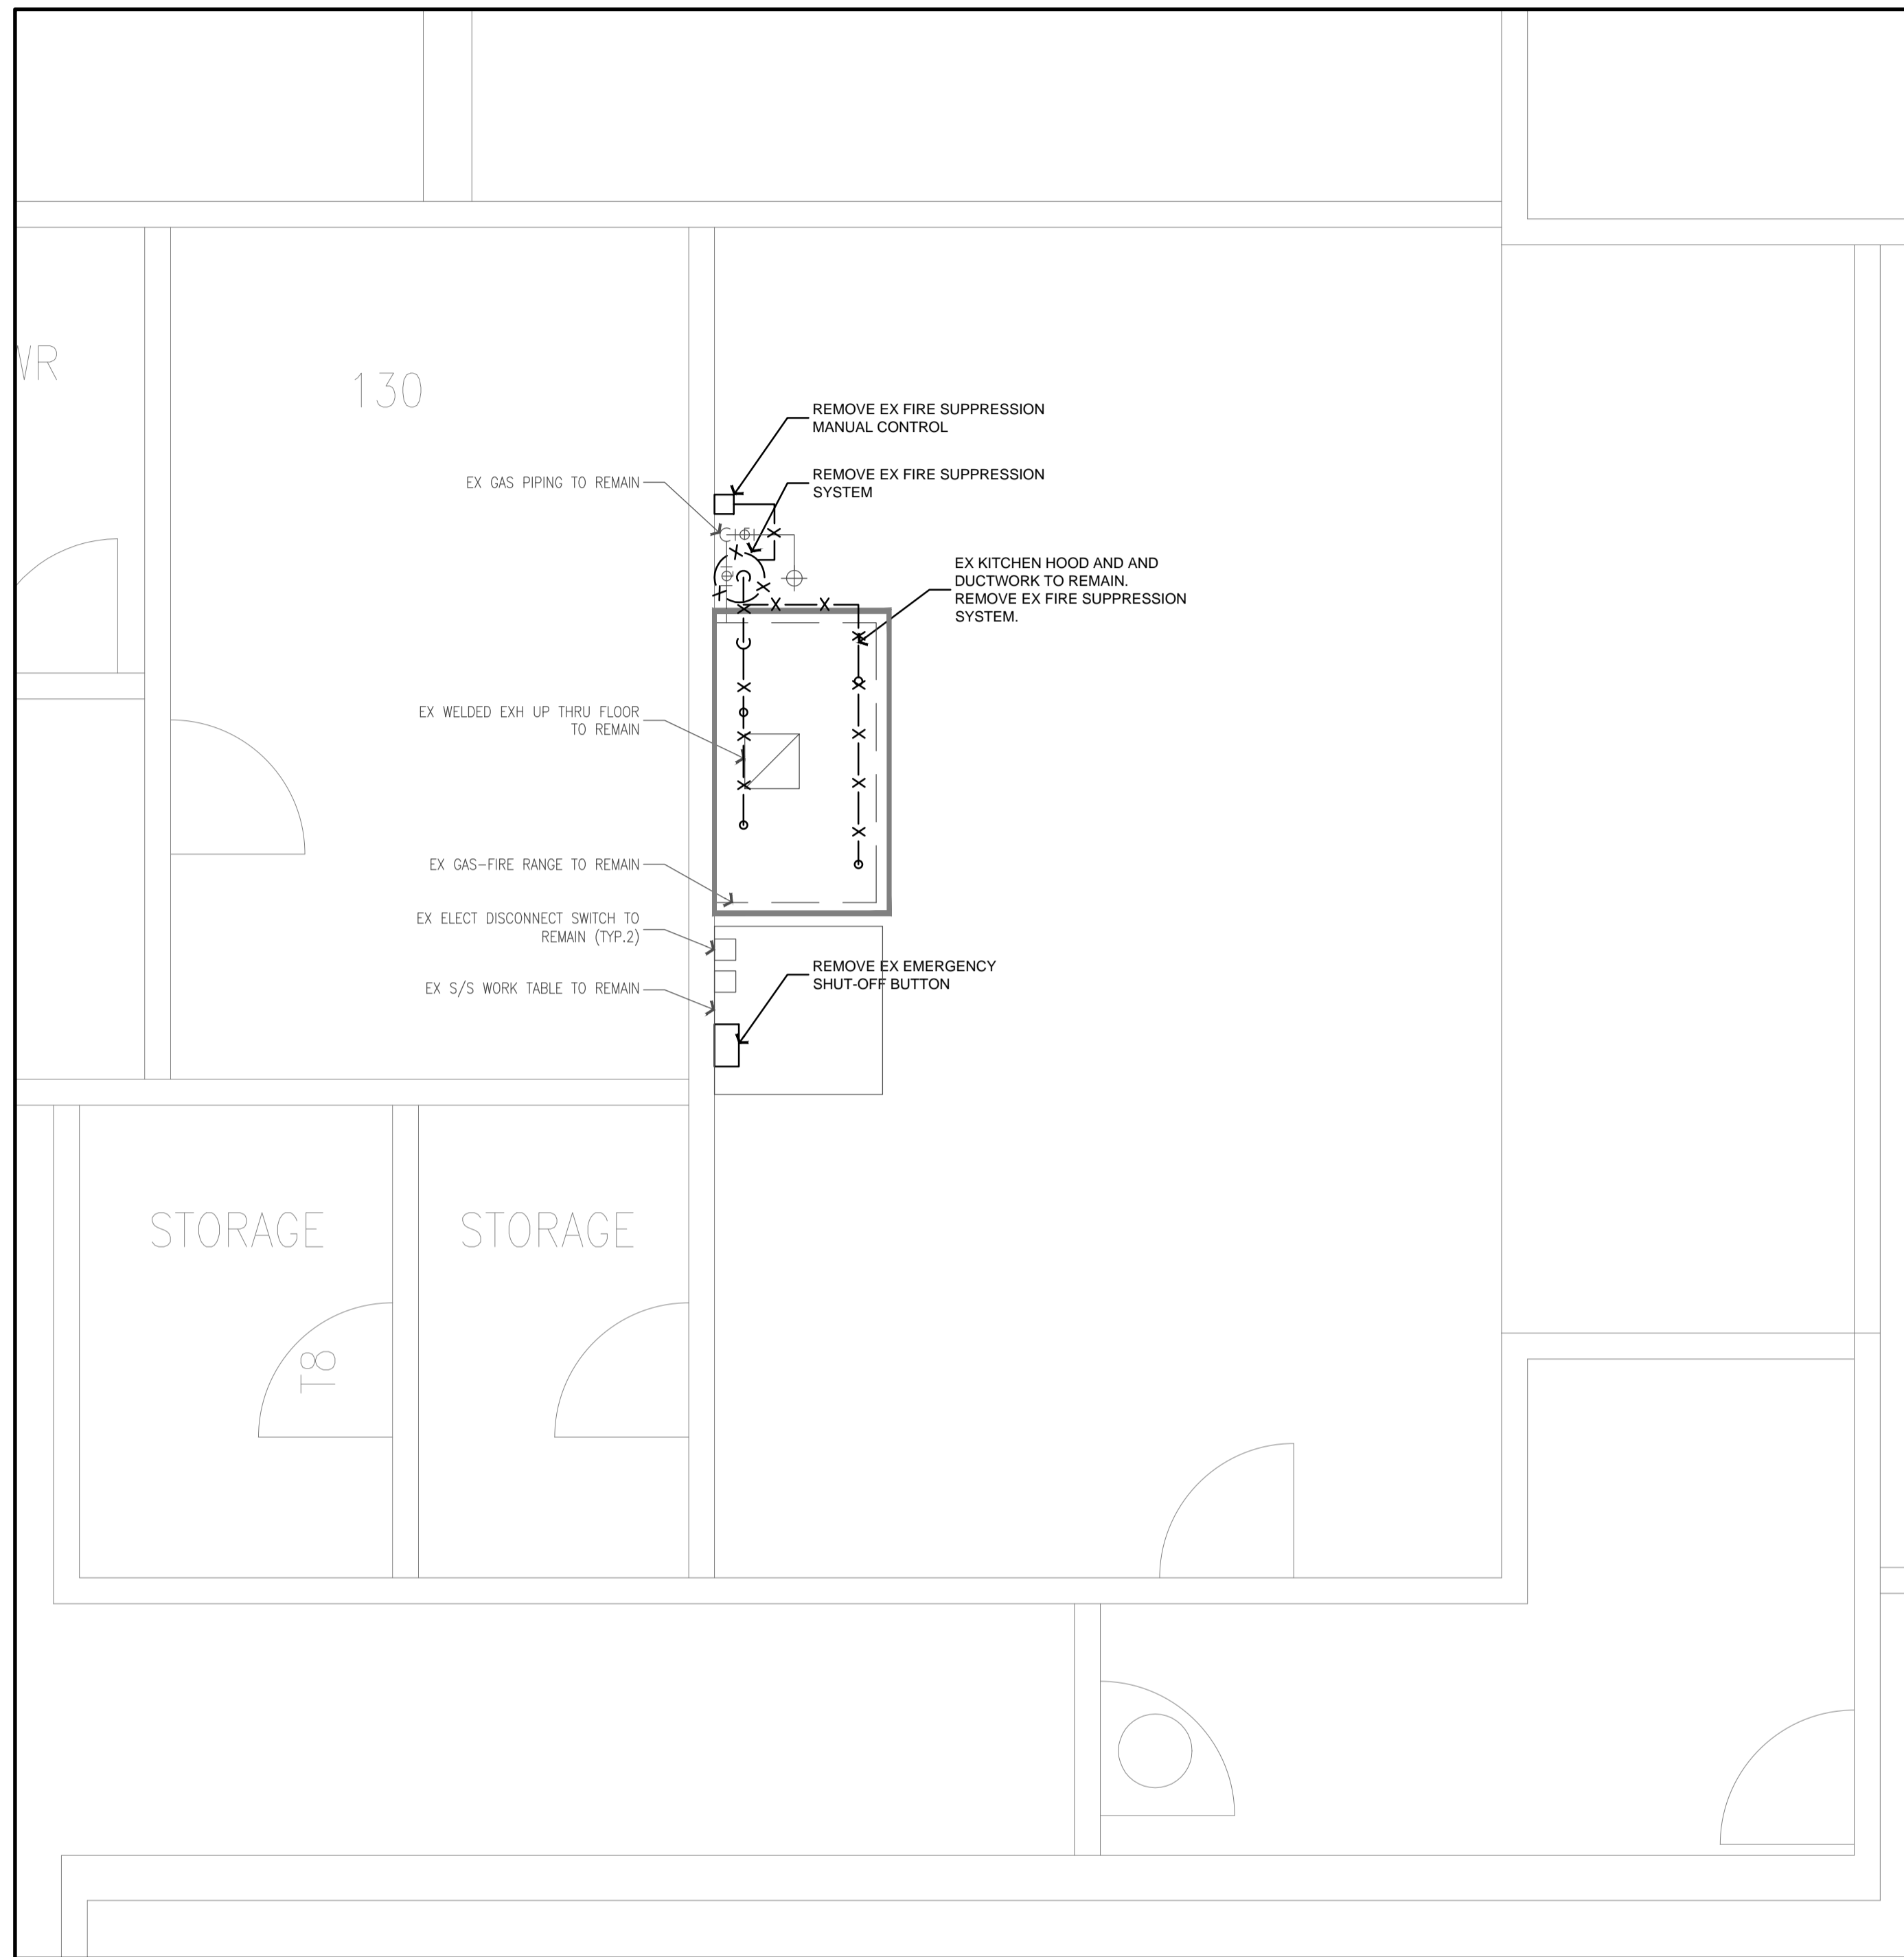 WR
130
REMOVE EX FIRE SUPPRESSION
MANUAL CONTROL
EX GAS PIPING TO REMAIN
REMOVE EX FIRE SUPPRESSION
SYSTEM
EX KITCHEN HOOD AND AND
DUCTWORK TO REMAIN.
REMOVE EX FIRE SUPPRESSION
SYSTEM.
EX WELDED EXH UP THRU FLOOR
TO REMAIN
EX GAS-FIRE RANGE TO REMAIN
EX ELECT DISCONNECT SWITCH TO
REMAIN (TYP.2)
REMOVE EX EMERGENCY
SHUT-OFF BUTTON
EX S/S WORK TABLE TO REMAIN
STORAGE
STORAGE
T8